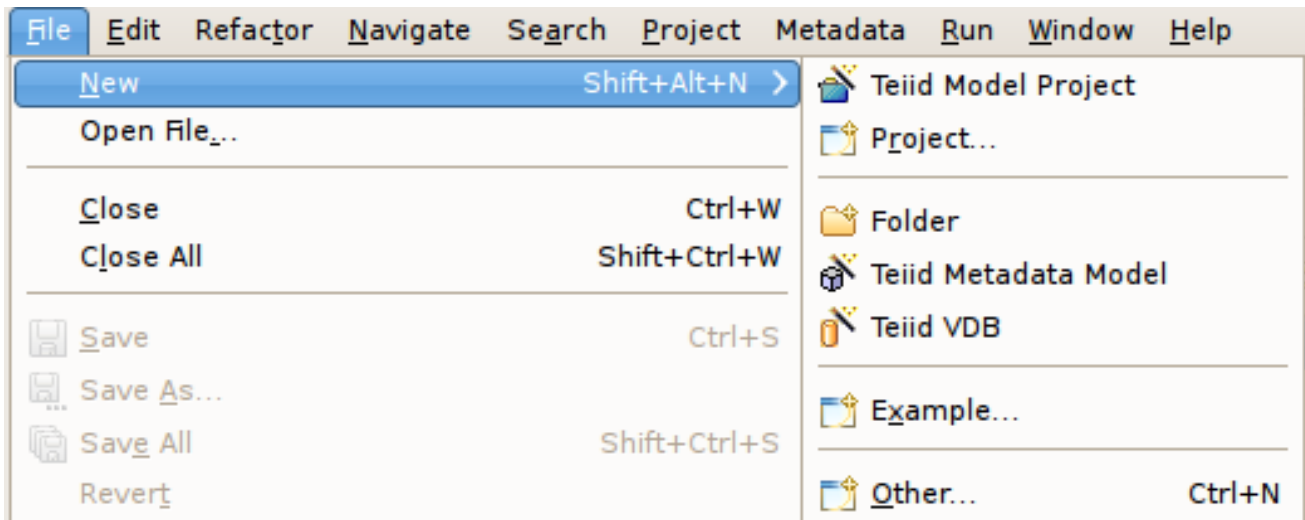 File Edit Refactor Navigate Search Project Metadata Run Window Help
New Shift+Alt+N
Open File...
Close Ctrl+W
Close All Shift+Ctrl+W
Save Ctrl+S
Save As...
Save All Shift+Ctrl+S
Revert
Teiid Model Project
Project...
Folder
Teiid Metadata Model
Teiid VDB
Example...
Other... Ctrl+N